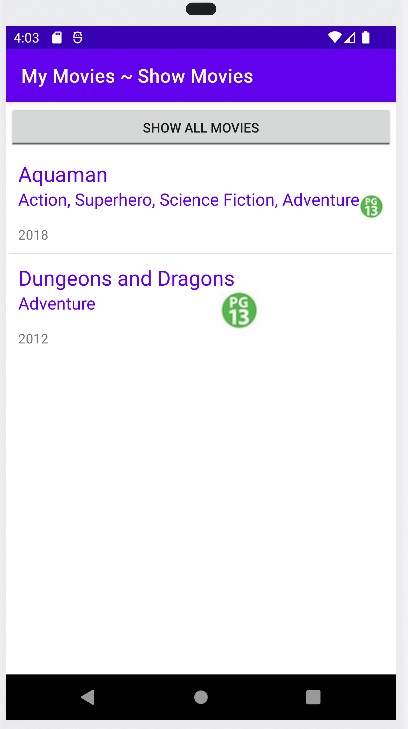 4:03
My Movies ~ Show Movies
SHOW ALL MOVIES
Aquaman
Action, Superhero, Science Fiction, Adventure
PG
13
2018
Dungeons and Dragons
Adventure
PG
13
2012